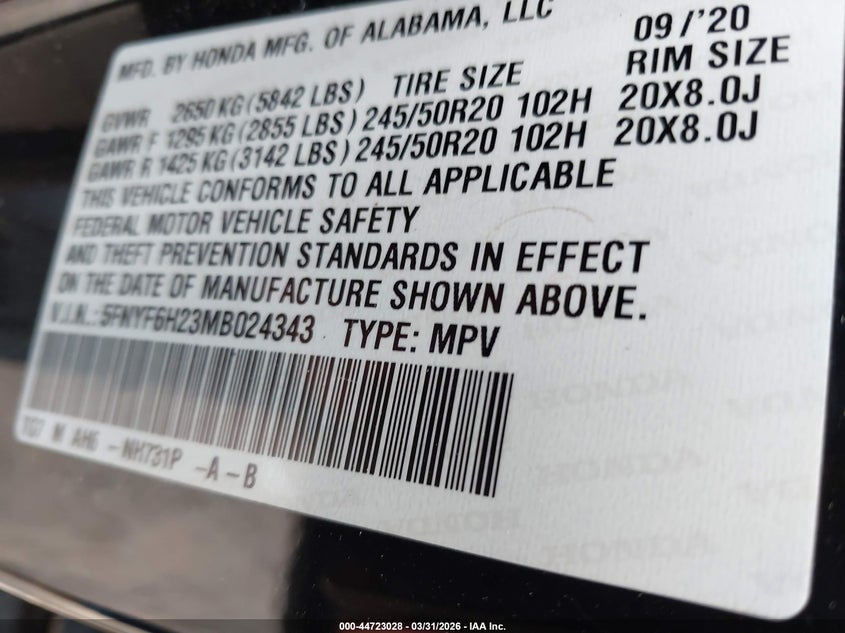 MFD. BY HONDA MFG. OF ALABAMA, LLC 09/'20
GVWR 2650 KG (5842 LBS) TIRE SIZE RIM SIZE
GAWR F 1295 KG (2855 LBS) 245/50R20 102H 20X8.0J
GAWR R 1425 KG (3142 LBS) 245/50R20 102H 20X8.0J
THIS VEHICLE CONFORMS TO ALL APPLICABLE
FEDERAL MOTOR VEHICLE SAFETY
AND THEFT PREVENTION STANDARDS IN EFFECT
ON THE DATE OF MANUFACTURE SHOWN ABOVE.
V.I.N.: 5FNYF6H23MB024343 TYPE: MPV
TG7 M AH6 -NH731P -A-B
000-44723028 - 03/31/2026 - IAA Inc.